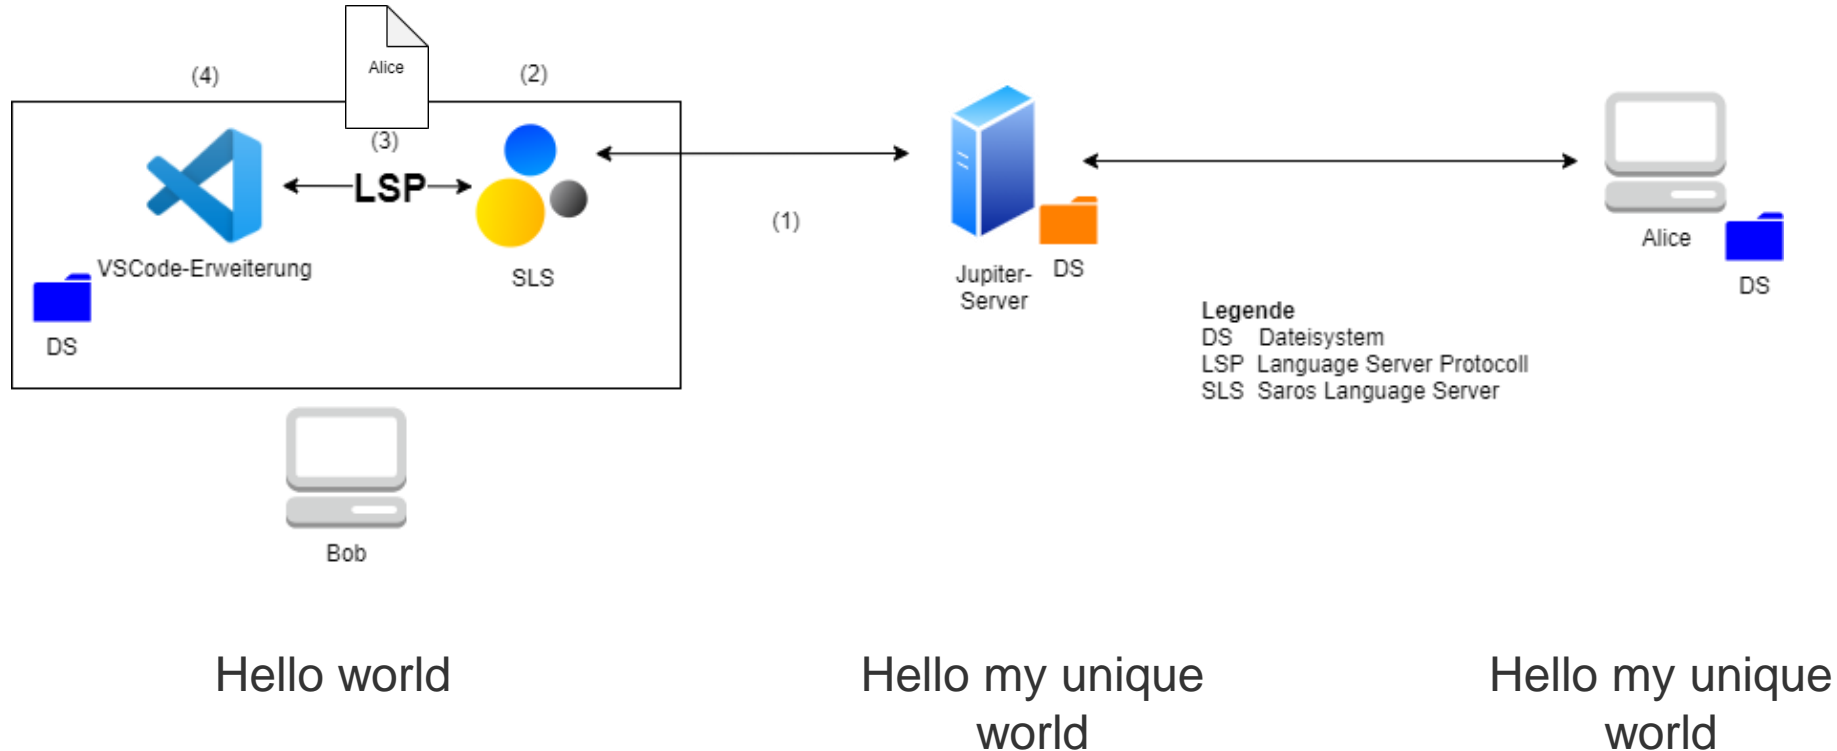 Alice
(4)
(2)
(3)
LSP
VSCode-Erweiterung
SLS
DS
Bob
(1)
Jupiter-
Server
DS
Alice
DS
Legende
DS Dateisystem
LSP Language Server Protocoll
SLS Saros Language Server
Hello world
Hello my unique
world
Hello my unique
world